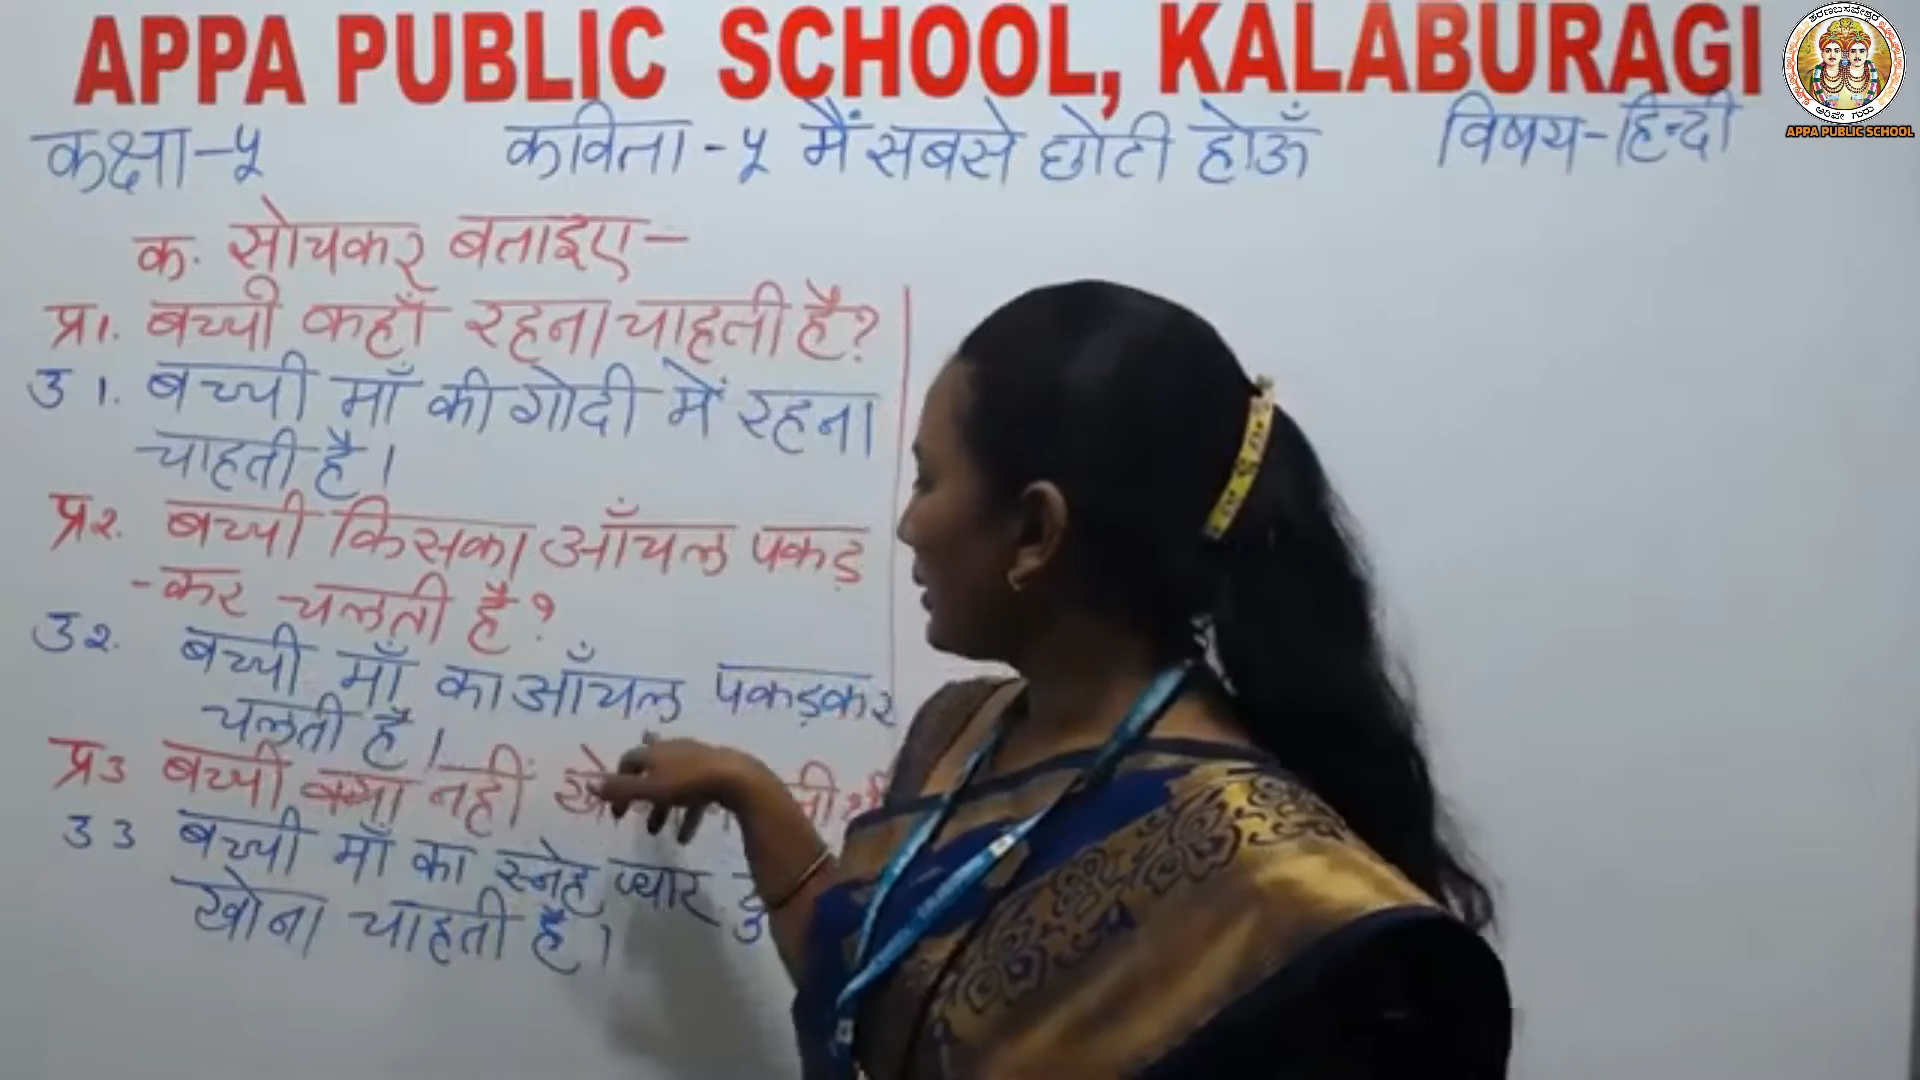 APPA PUBLIC SCHOOL, KALABURAGI
कक्षा-५ कविता-५ मैं सबसे छोटी होऊँ विषय-हिन्दी
APPA PUBLIC SCHOOL
क. सोचकर बताइए-
प्र१. बच्ची कहाँ रहना चाहती है?
उ१. बच्ची माँ की गोदी में रहना
चाहती है।
प्र२. बच्ची किसका आँचल पकड़
-कर चलती है?
उ२. बच्ची माँ का आँचल पकड़कर
चलती है।
प्र३ बच्ची क्या नहीं
उ३ बच्ची माँ का स्नेह, प्यार
खोना चाहती है।